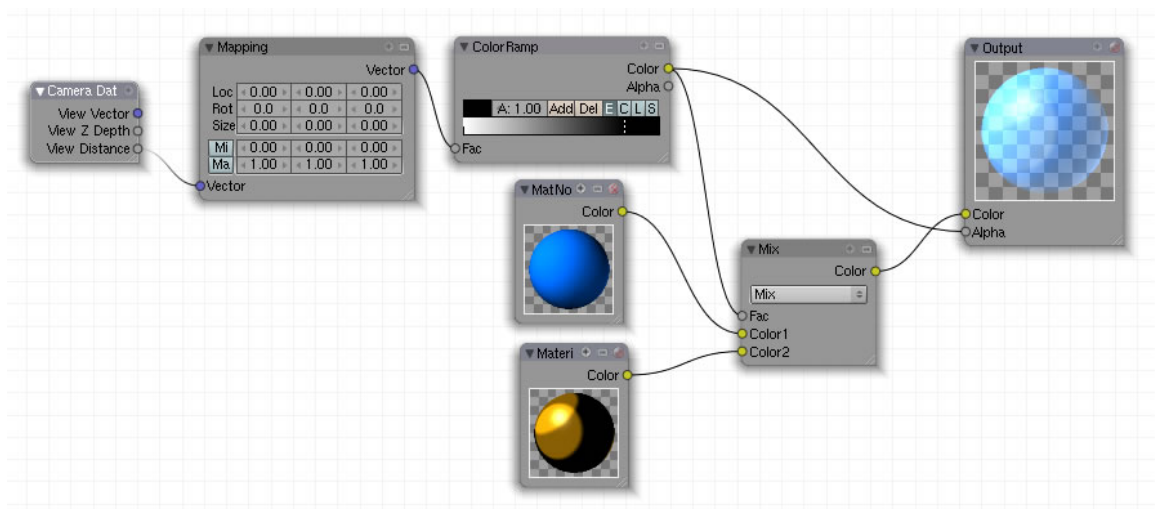 Camera Dat
View Vector
View Z Depth
View Distance
Mapping
Vector
Loc 0.00 0.00 0.00
Rot 0.0 0.0 0.0
Size 0.00 0.00 0.00
Mi 0.00 0.00 0.00
Ma 1.00 1.00 1.00
Vector
ColorRamp
Color
Alpha
A: 1.00 Add Del E C L S
Fac
MatNo
Color
Materi
Color
Mix
Color
Mix
Fac
Color1
Color2
Output
Color
Alpha